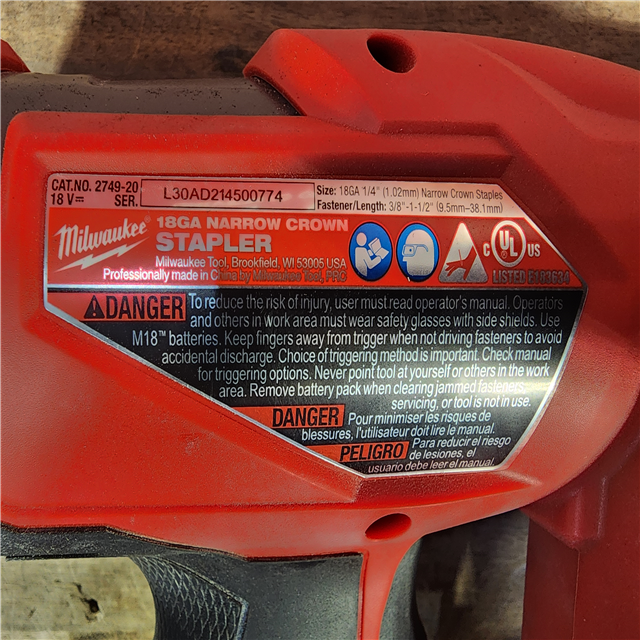 CAT.NO. 2749-20
18 V⎓ SER. L30AD214500774
Size: 18GA 1/4" (1.02mm) Narrow Crown Staples
Fastener/Length: 3/8"-1-1/2" (9.5mm–38.1mm)
Milwaukee
18GA NARROW CROWN
STAPLER
Milwaukee Tool, Brookfield, WI 53005 USA
Professionally made in China by Milwaukee Tool, PRC
C UL US
LISTED E192634
DANGER To reduce the risk of injury, user must read operator's manual. Operators
and others in work area must wear safety glasses with side shields. Use
M18™ batteries. Keep fingers away from trigger when not driving fasteners to avoid
accidental discharge. Choice of triggering method is important. Check manual
for triggering options. Never point tool at yourself or others in the work
area. Remove battery pack when clearing jammed fasteners,
servicing, or tool is not in use.
DANGER Pour minimiser les risques de
blessures, l'utilisateur doit lire le manual.
PELIGRO Para reducir el riesgo
de lesiones, el
usuario debe leer el manual.